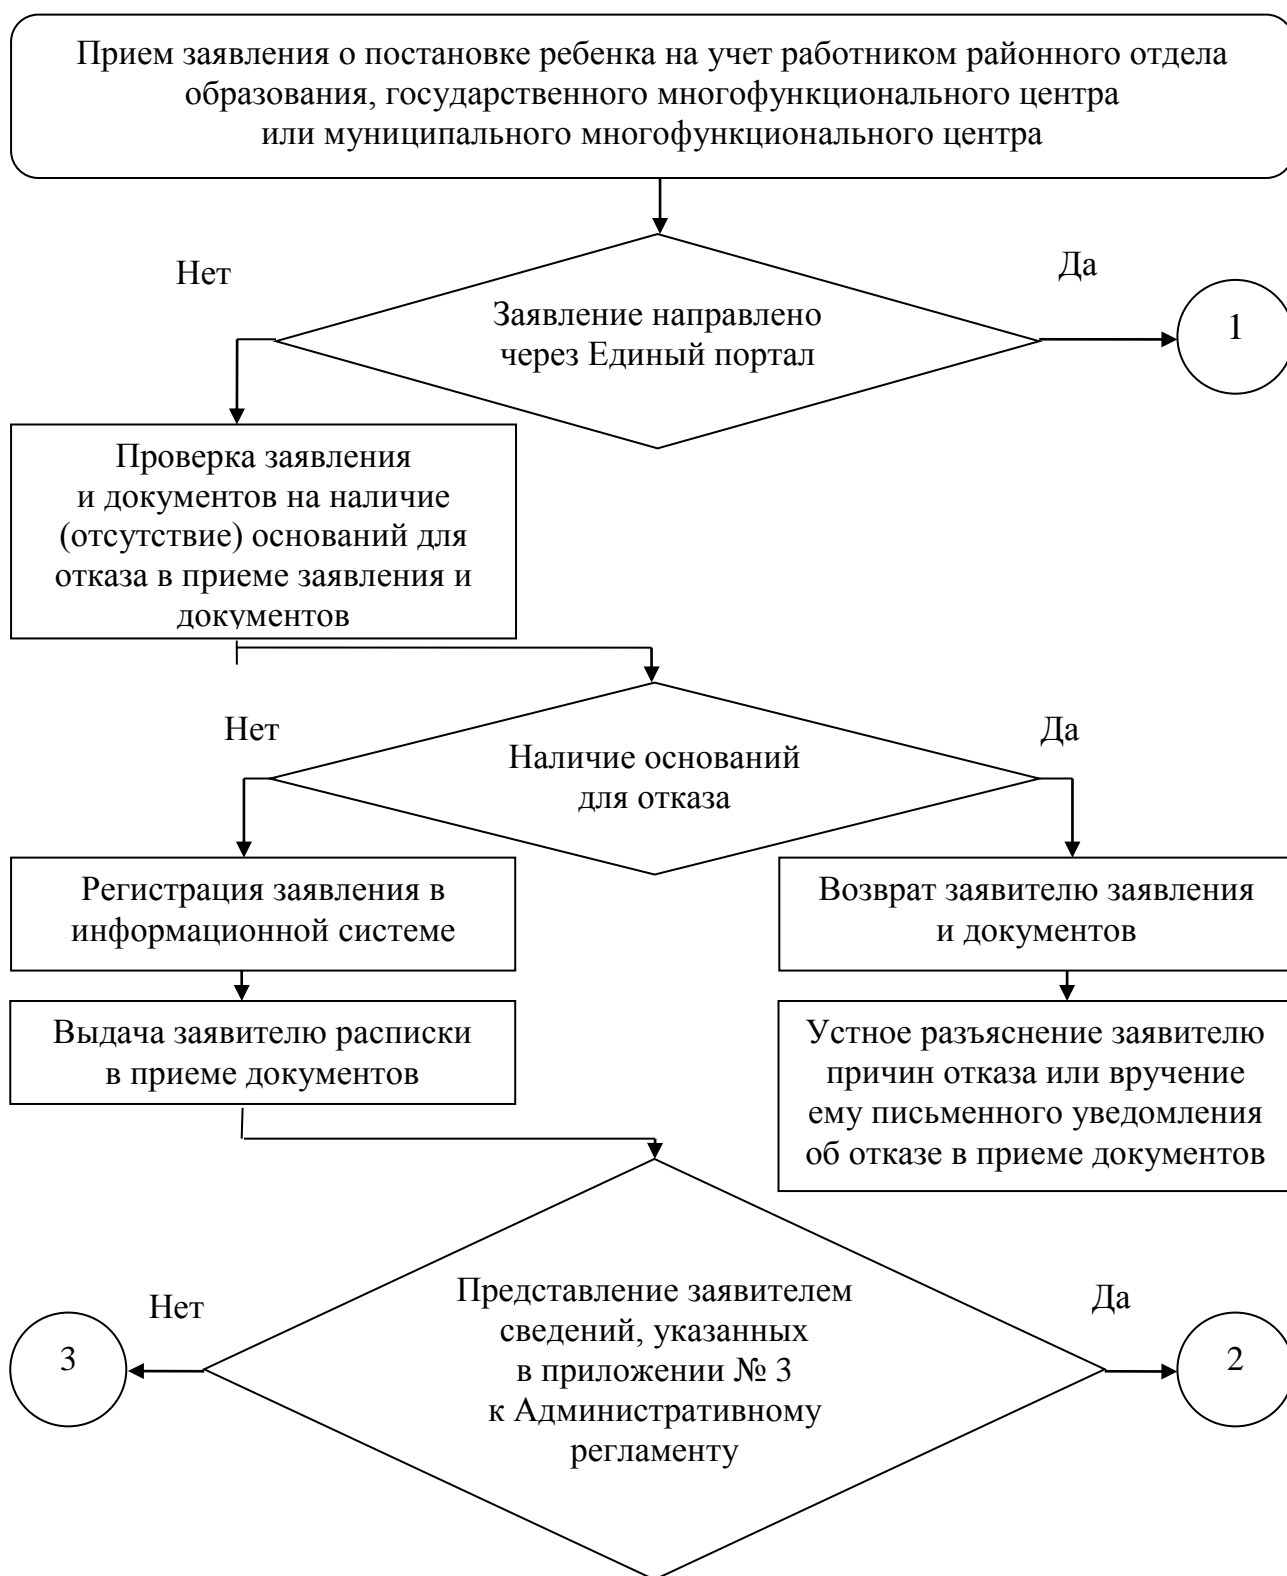 Прием заявления о постановке ребенка на учет работником районного отдела
образования, государственного многофункционального центра
или муниципального многофункционального центра
Нет
Да
Заявление направлено
через Единый портал
1
Проверка заявления
и документов на наличие
(отсутствие) оснований для
отказа в приеме заявления и
документов
Нет
Да
Наличие оснований
для отказа
Регистрация заявления в
информационной системе
Возврат заявителю заявления
и документов
Выдача заявителю расписки
в приеме документов
Устное разъяснение заявителю
причин отказа или вручение
ему письменного уведомления
об отказе в приеме документов
Нет
Да
3
Представление заявителем
сведений, указанных
в приложении № 3
к Административному
регламенту
2